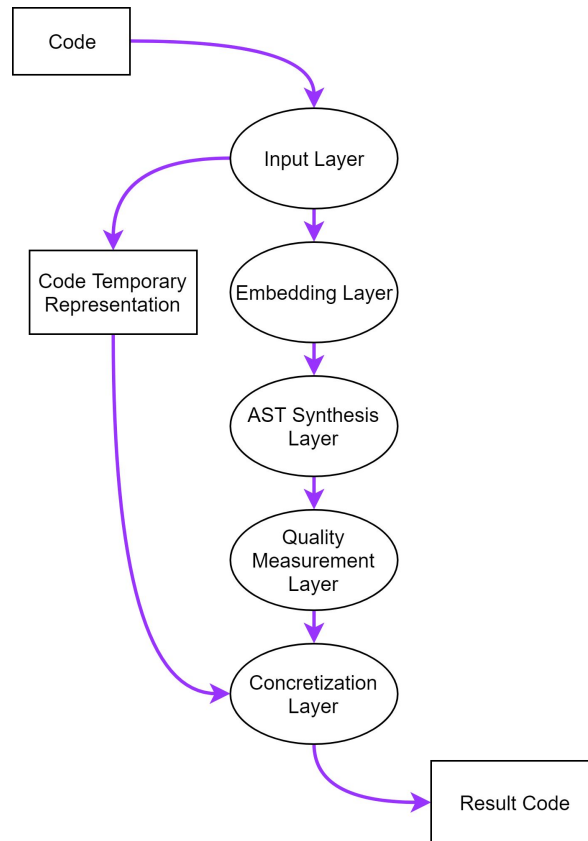 Code
Input Layer
Code Temporary
Representation
Embedding Layer
AST Synthesis
Layer
Quality
Measurement
Layer
Concretization
Layer
Result Code